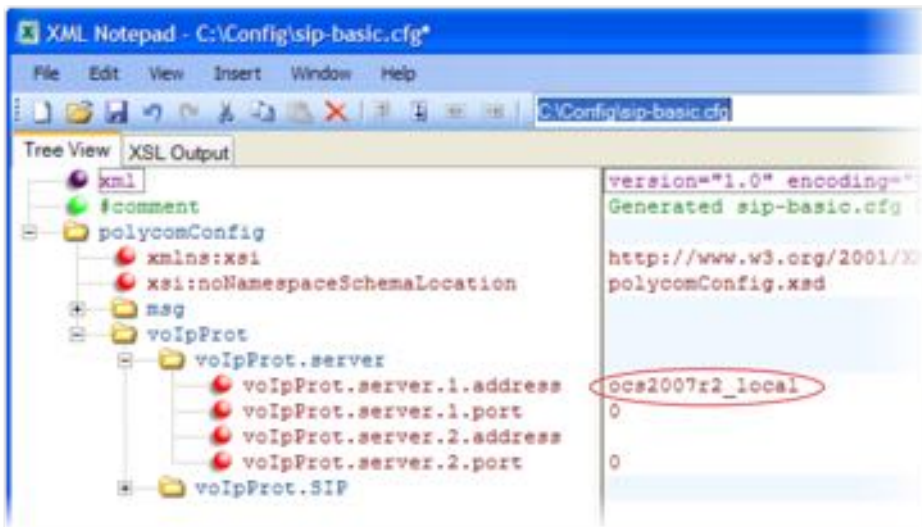 XML Notepad - C:\Config\sip-basic.cfg*
File Edit View Insert Window Help
C:\Config\sip-basic.cfg
Tree View XSL Output
xml version="1.0" encoding="
#comment Generated sip-basic.cfg
polycomConfig
xmlns:xsi http://www.w3.org/2001/X
xsi:noNamespaceSchemaLocation polycomConfig.xsd
msg
voIpProt
voIpProt.server
voIpProt.server.1.address ocs2007r2_local
voIpProt.server.1.port 0
voIpProt.server.2.address
voIpProt.server.2.port 0
voIpProt.SIP